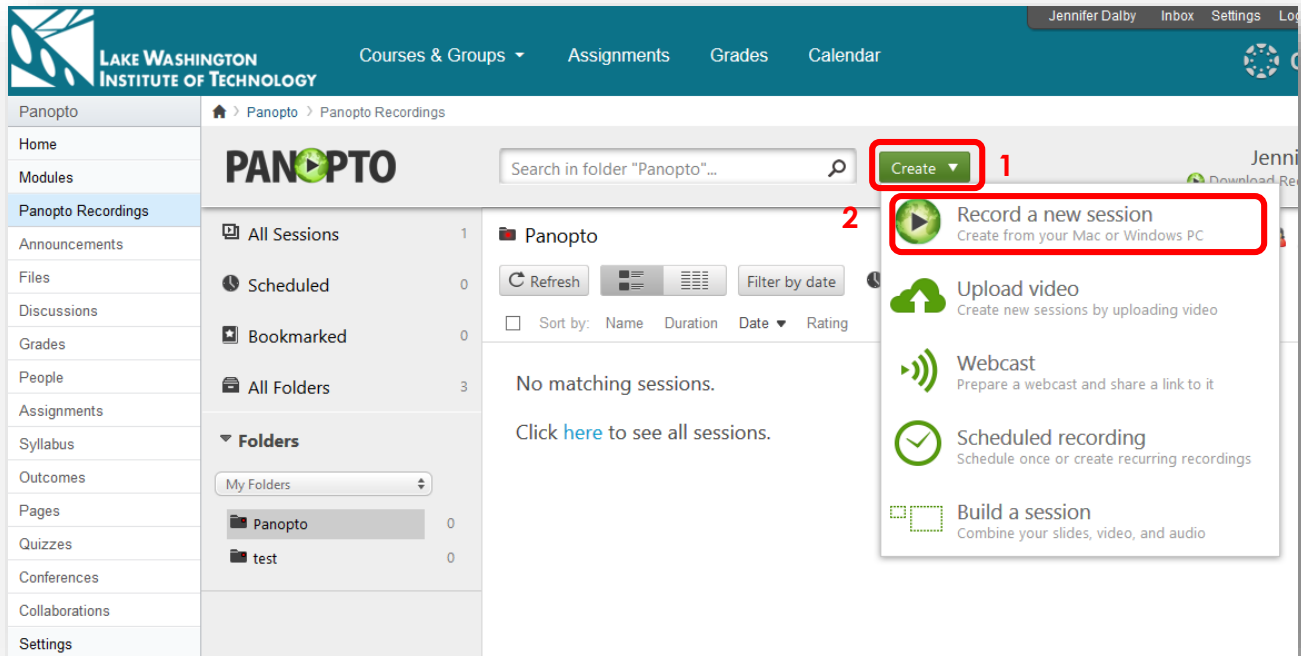 Jennifer Dalby Inbox Settings
LAKE WASHINGTON
INSTITUTE OF TECHNOLOGY
Courses & Groups Assignments Grades Calendar
Panopto
Home
Modules
Panopto Recordings
Announcements
Files
Discussions
Grades
People
Assignments
Syllabus
Outcomes
Pages
Quizzes
Conferences
Collaborations
Settings
Panopto > Panopto Recordings
PANOPTO
Search in folder "Panopto"...
Create
1
Jenni
Download Rec
All Sessions 1
Scheduled 0
Bookmarked 0
All Folders 3
Folders
My Folders
Panopto 0
test 0
Panopto
Refresh Filter by date
Sort by: Name Duration Date Rating
No matching sessions.
Click here to see all sessions.
2
Record a new session
Create from your Mac or Windows PC
Upload video
Create new sessions by uploading video
Webcast
Prepare a webcast and share a link to it
Scheduled recording
Schedule once or create recurring recordings
Build a session
Combine your slides, video, and audio